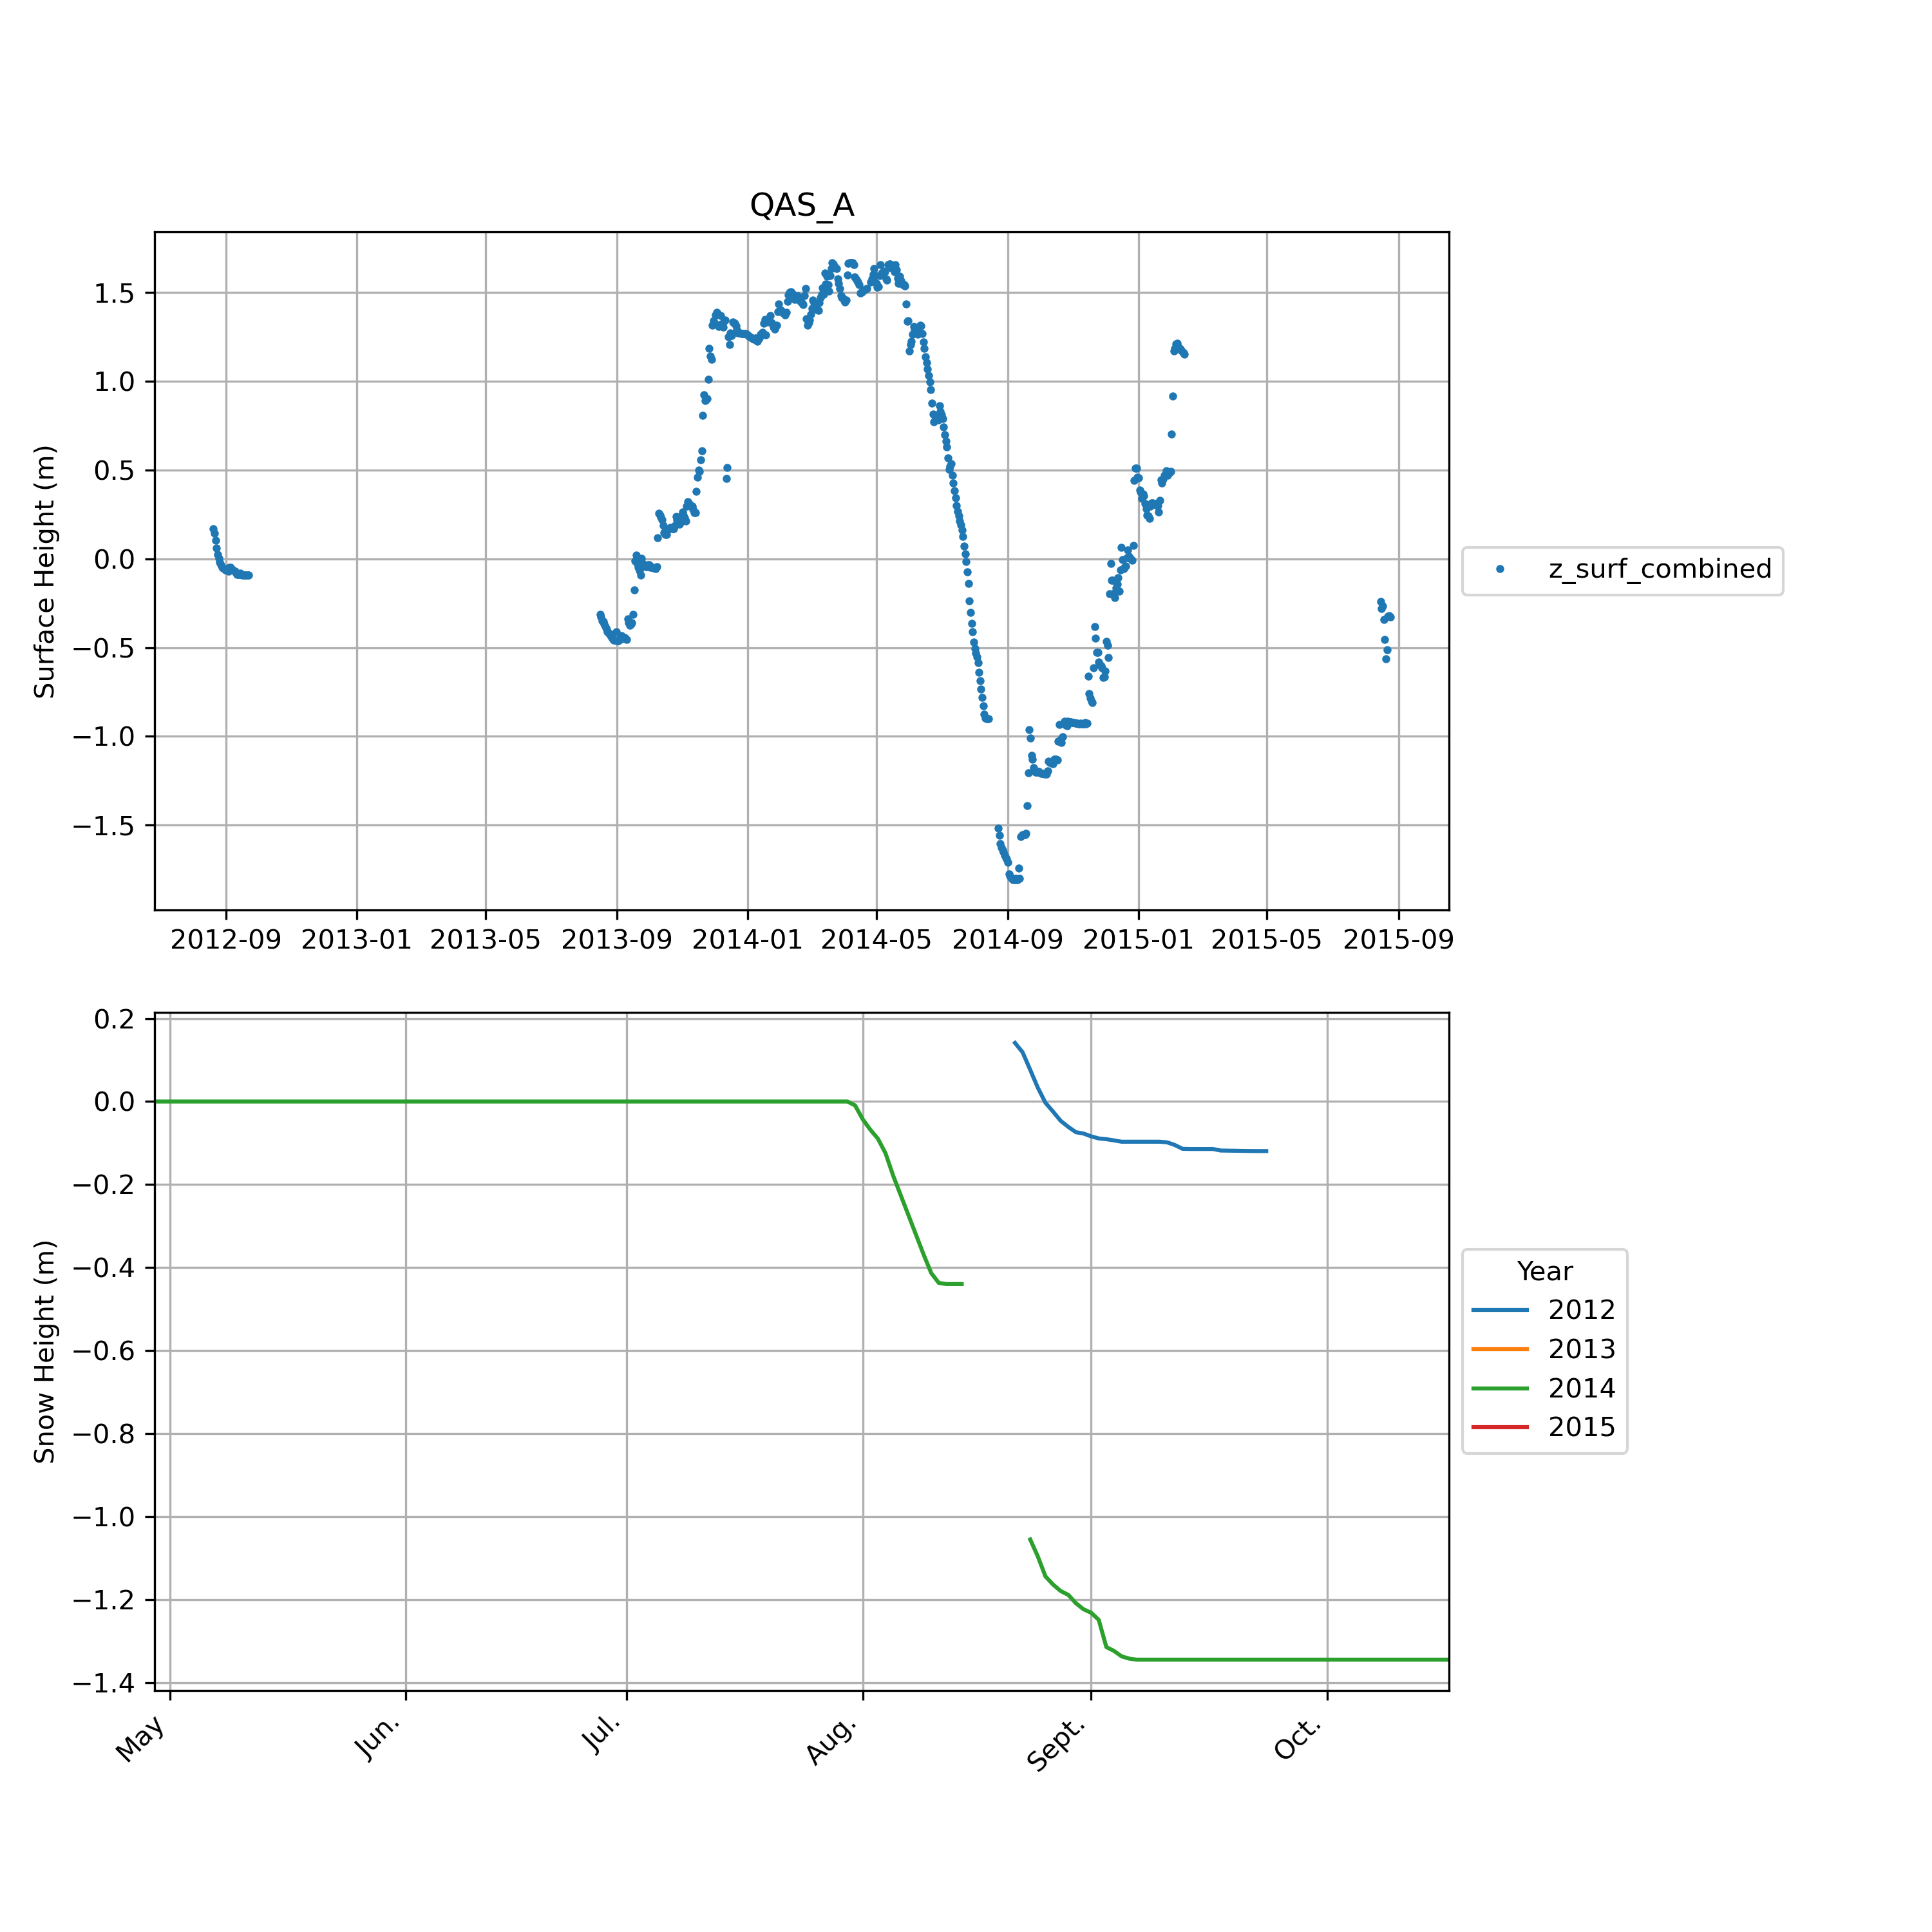 QAS_A
Surface Height (m)
1.5
1.0
0.5
0.0
−0.5
−1.0
−1.5
2012-09 2013-01 2013-05 2013-09 2014-01 2014-05 2014-09 2015-01 2015-05 2015-09
z_surf_combined
Snow Height (m)
0.2
0.0
−0.2
−0.4
−0.6
−0.8
−1.0
−1.2
−1.4
May Jun. Jul. Aug. Sept. Oct.
Year
2012
2013
2014
2015